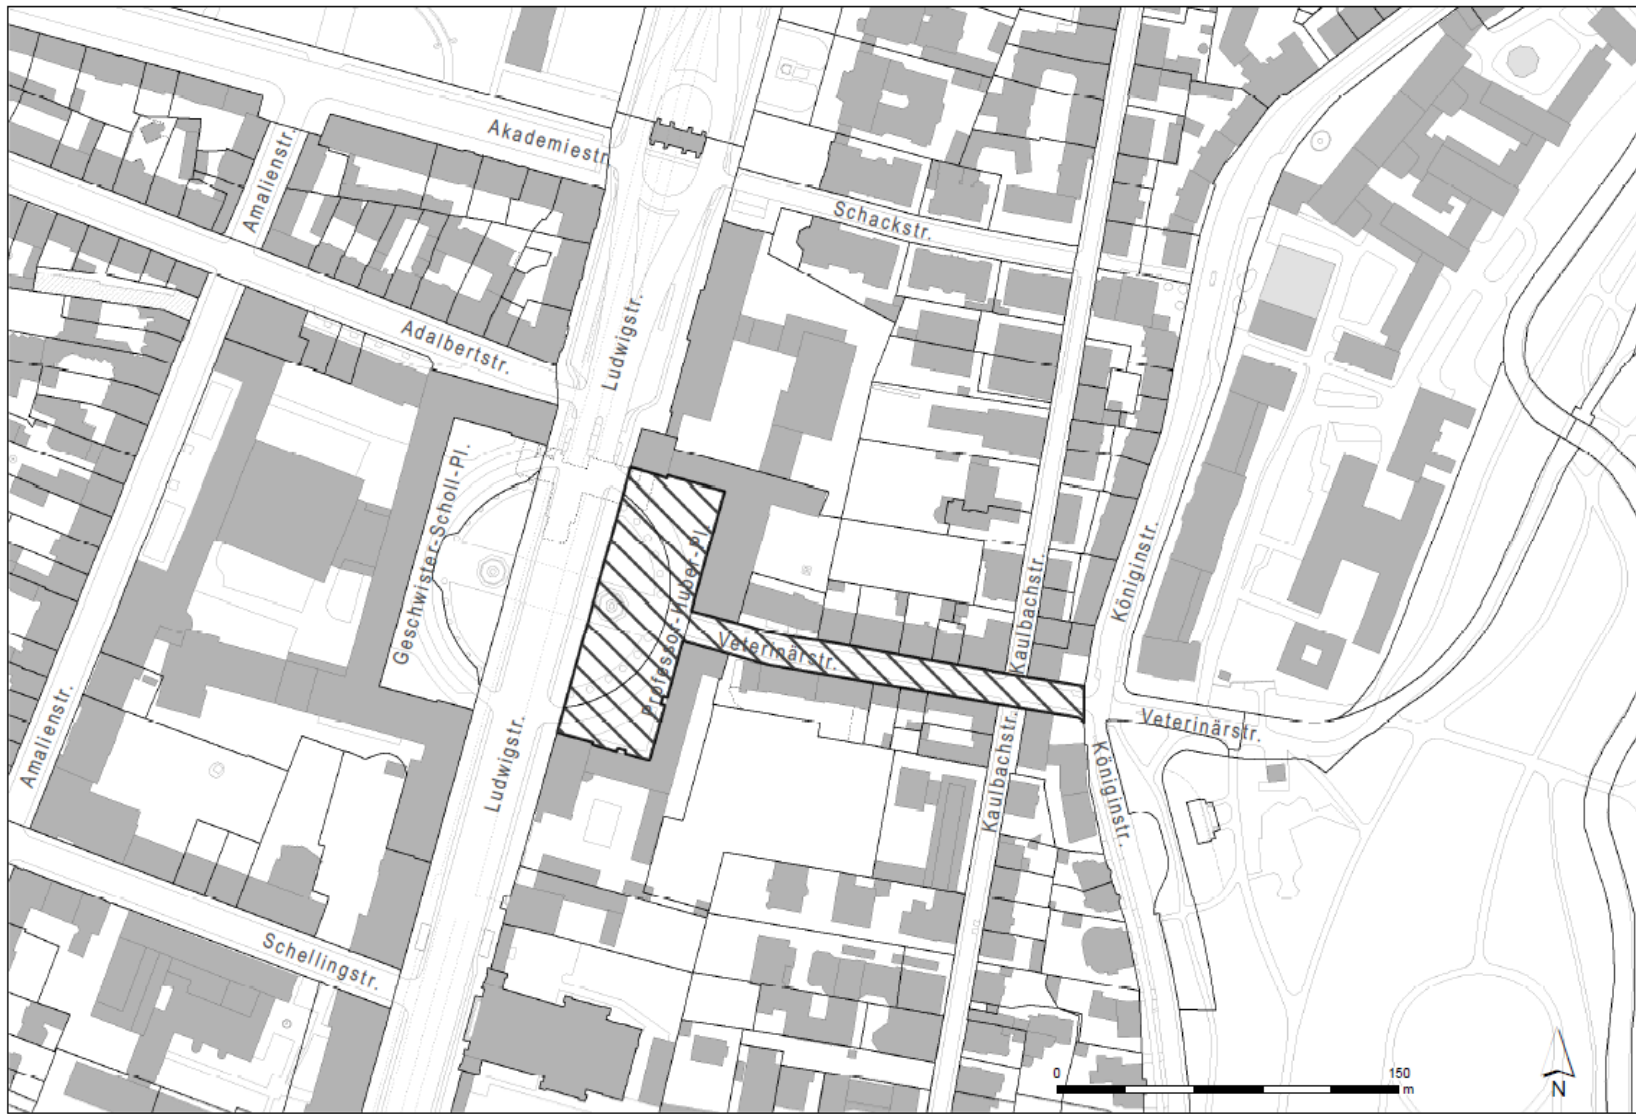 Akademiestr.
Amalienstr.
Schackstr.
Ludwigstr.
Adalbertstr.
Geschwister-Scholl-Pl.
Professor-Huber-Pl.
Königinstr.
Kaulbachstr.
Veterinärstr.
Veterinärstr.
Amalienstr.
Ludwigstr.
Kaulbachstr.
Königinstr.
Schellingstr.
0 150
m
N